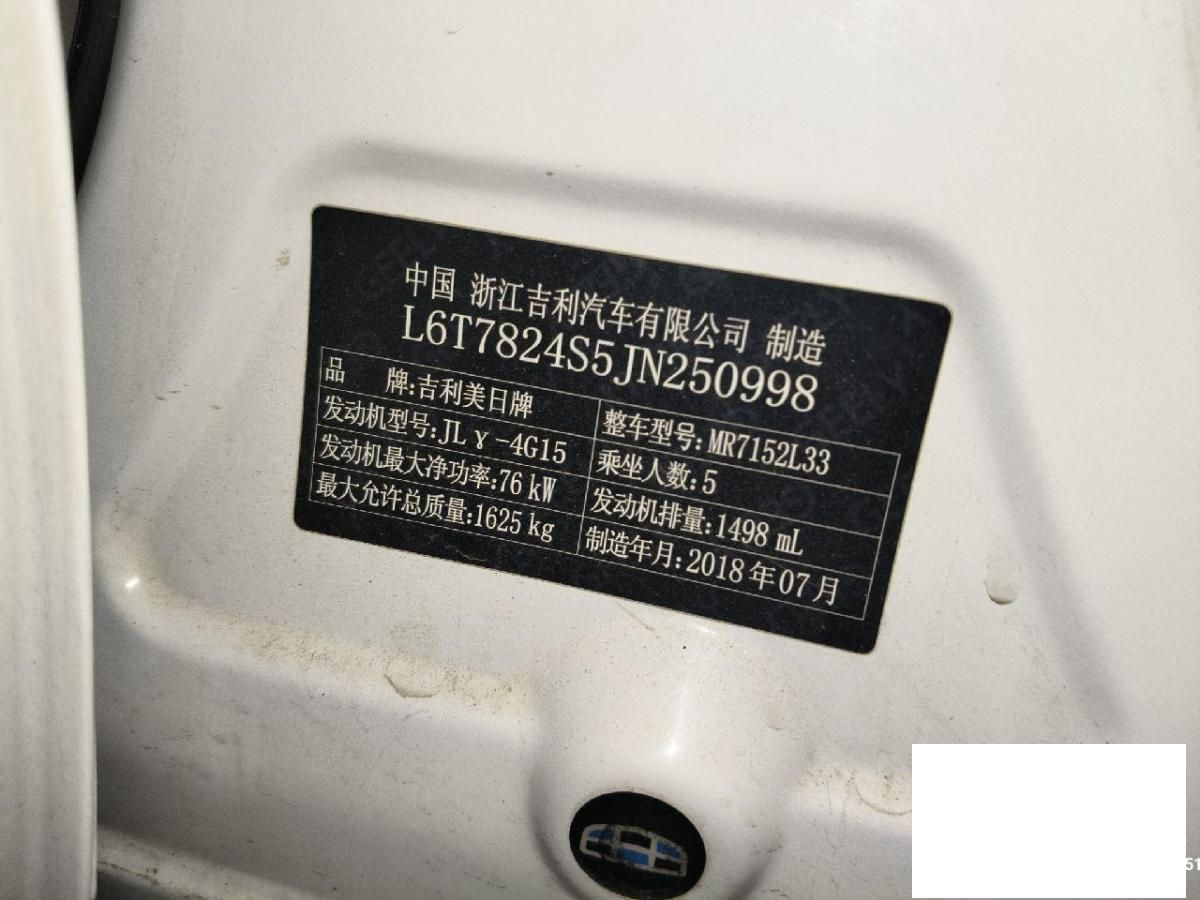 中国 浙江吉利汽车有限公司 制造
L6T7824S5JN250998
品 牌:吉利美日牌 整车型号:MR7152L33
发动机型号:JLγ-4G15 乘坐人数:5
发动机最大净功率:76 kW 发动机排量:1498 mL
最大允许总质量:1625 kg 制造年月:2018年07月
51